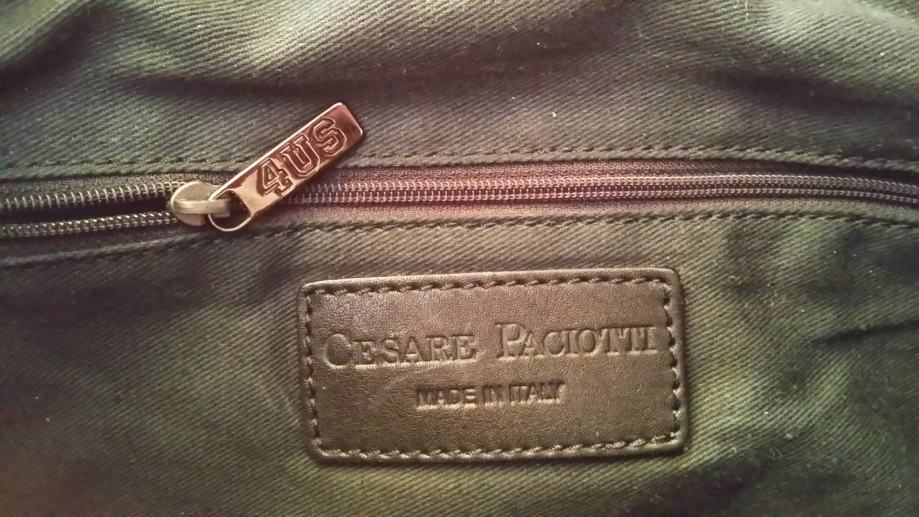 4US
CESARE PACIOTTI
MADE IN ITALY